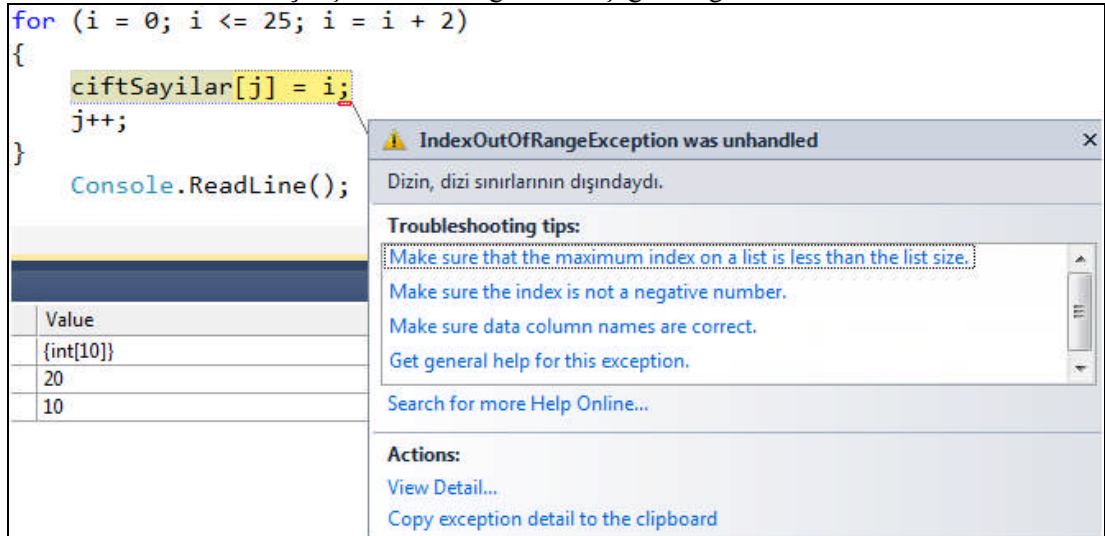 for (i = 0; i <= 25; i = i + 2)
{
ciftSayilar[j] = i;
j++;
}
Console.ReadLine();
IndexOutOfRangeException was unhandled
Dizin, dizi sınırlarının dışındaydı.
Troubleshooting tips:
Make sure that the maximum index on a list is less than the list size.
Make sure the index is not a negative number.
Make sure data column names are correct.
Get general help for this exception.
Search for more Help Online...
Actions:
View Detail...
Copy exception detail to the clipboard
Value
{int[10]}
20
10